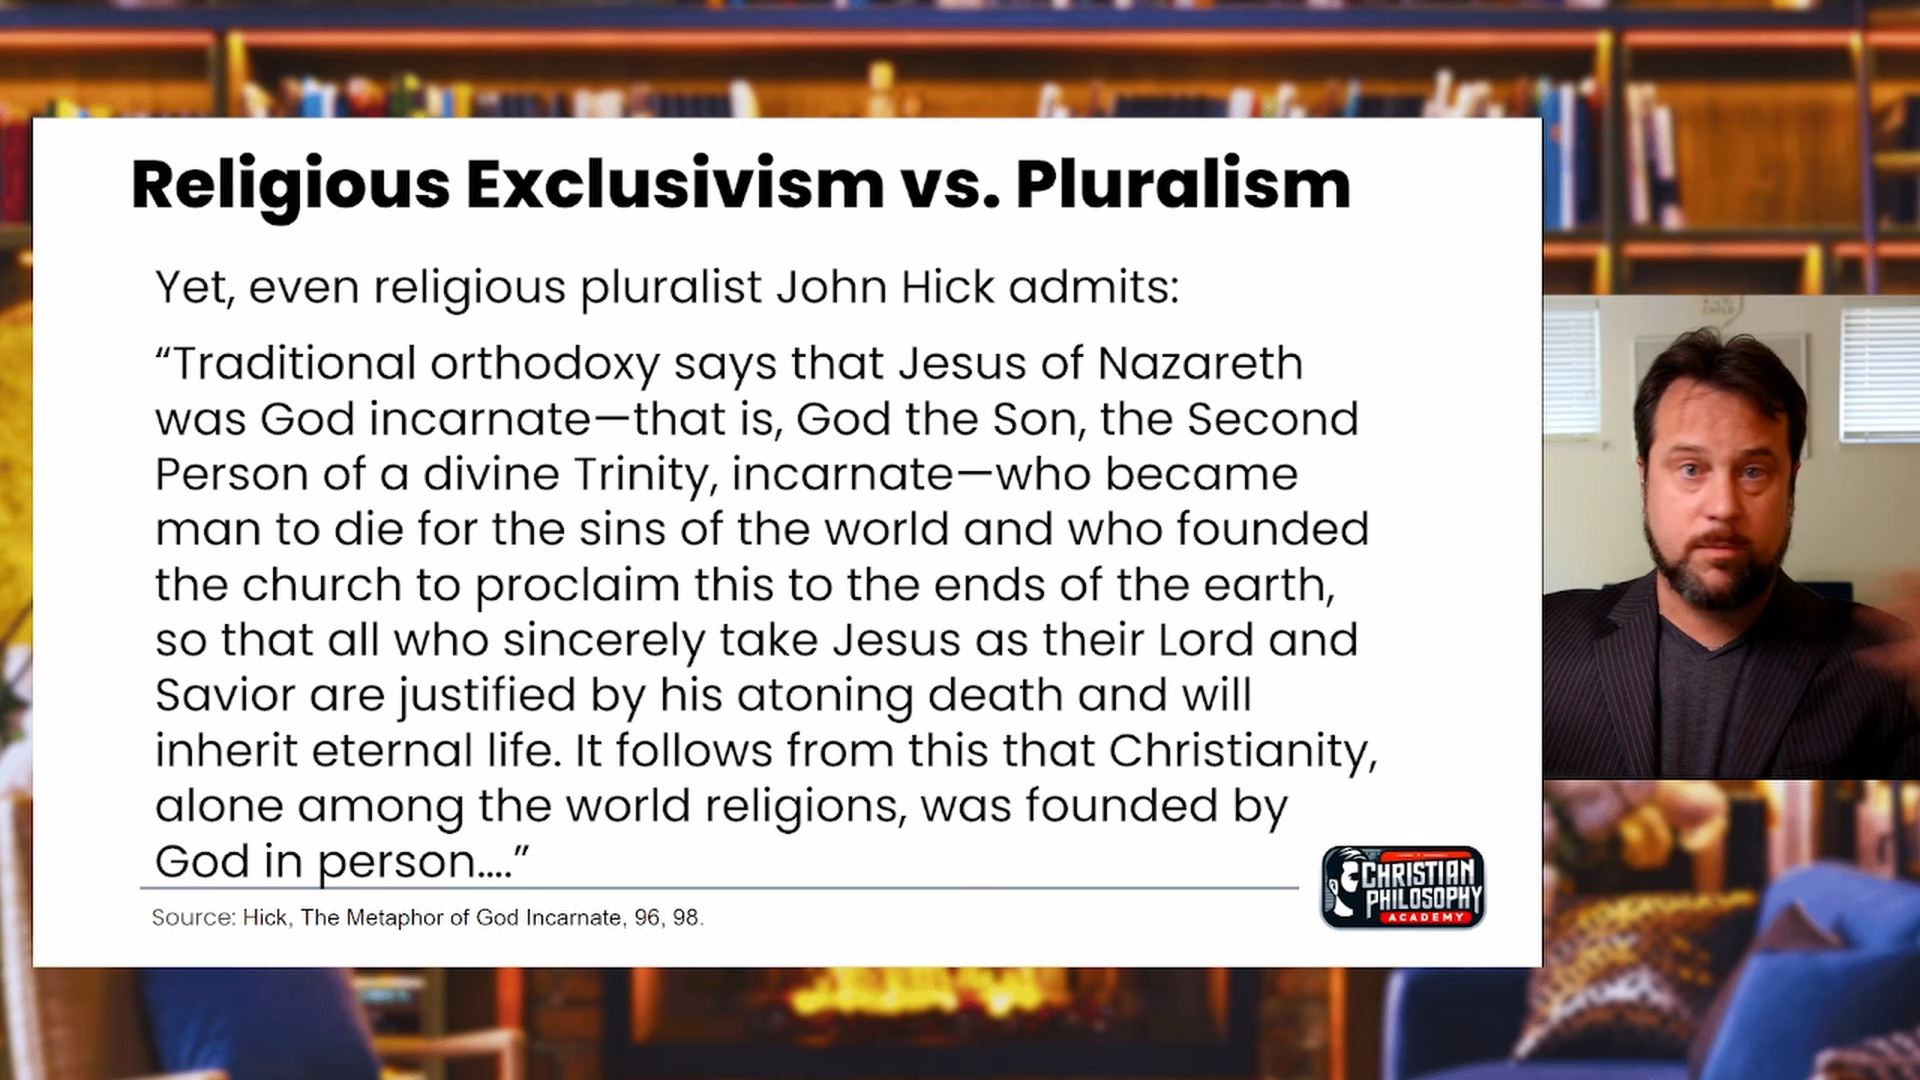 Religious Exclusivism vs. Pluralism
Yet, even religious pluralist John Hick admits:
“Traditional orthodoxy says that Jesus of Nazareth
was God incarnate—that is, God the Son, the Second
Person of a divine Trinity, incarnate—who became
man to die for the sins of the world and who founded
the church to proclaim this to the ends of the earth,
so that all who sincerely take Jesus as their Lord and
Savior are justified by his atoning death and will
inherit eternal life. It follows from this that Christianity,
alone among the world religions, was founded by
God in person....”
Source: Hick, The Metaphor of God Incarnate, 96, 98.
CHRISTIAN
PHILOSOPHY
ACADEMY